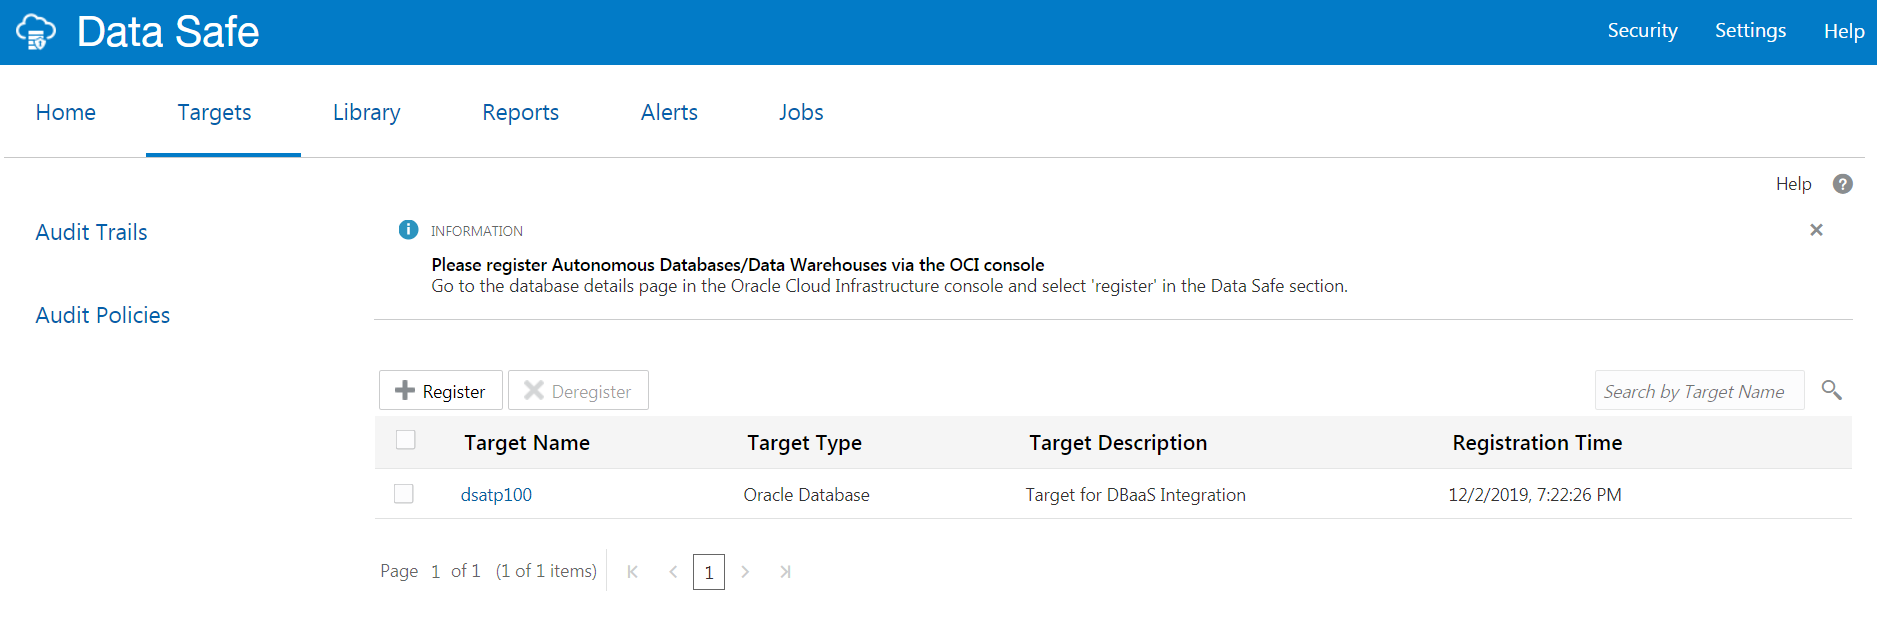 Data Safe
Security Settings Help
Home Targets Library Reports Alerts Jobs
Help ?
Audit Trails
Audit Policies
i INFORMATION
Please register Autonomous Databases/Data Warehouses via the OCI console
Go to the database details page in the Oracle Cloud Infrastructure console and select 'register' in the Data Safe section.
Register Deregister Search by Target Name
Target Name Target Type Target Description Registration Time
dsatp100 Oracle Database Target for DBaaS Integration 12/2/2019, 7:22:26 PM
Page 1 of 1 (1 of 1 items) 1